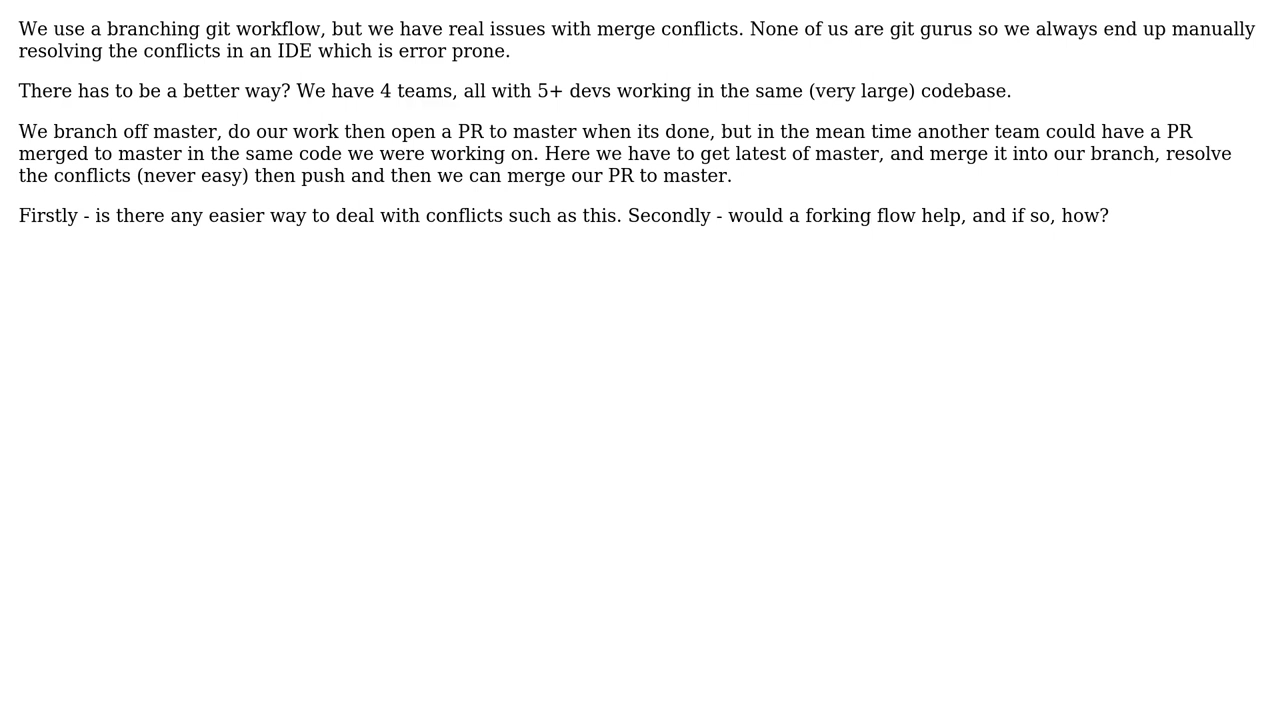 We use a branching git workflow, but we have real issues with merge conflicts. None of us are git gurus so we always end up manually
resolving the conflicts in an IDE which is error prone.
There has to be a better way? We have 4 teams, all with 5+ devs working in the same (very large) codebase.
We branch off master, do our work then open a PR to master when its done, but in the mean time another team could have a PR
merged to master in the same code we were working on. Here we have to get latest of master, and merge it into our branch, resolve
the conflicts (never easy) then push and then we can merge our PR to master.
Firstly - is there any easier way to deal with conflicts such as this. Secondly - would a forking flow help, and if so, how?